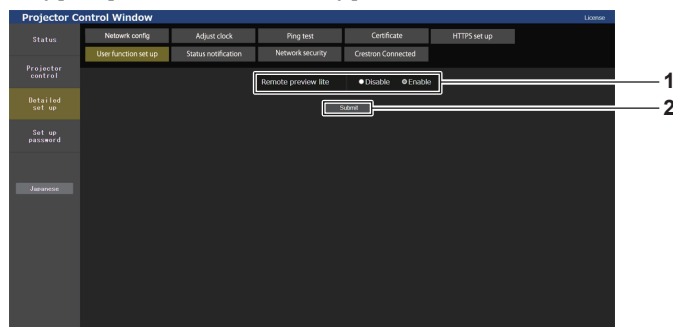 Projector Control Window
License
Status
Netowrk config
Adjust clock
Ping test
Certificate
HTTPS set up
User function set up
Status notification
Network security
Crestron Connected
Projector
control
Remote preview lite
Disable
Enable
1
Detailed
set up
Submit
2
Set up
password
Japanese